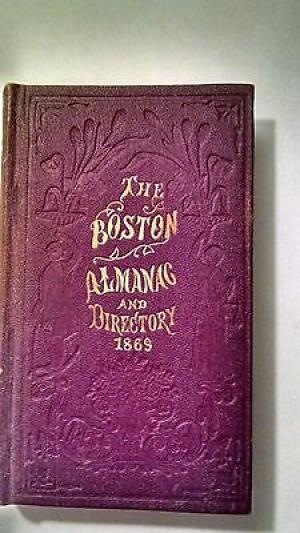 THE
BOSTON
ALMANAC
AND
DIRECTORY
1869